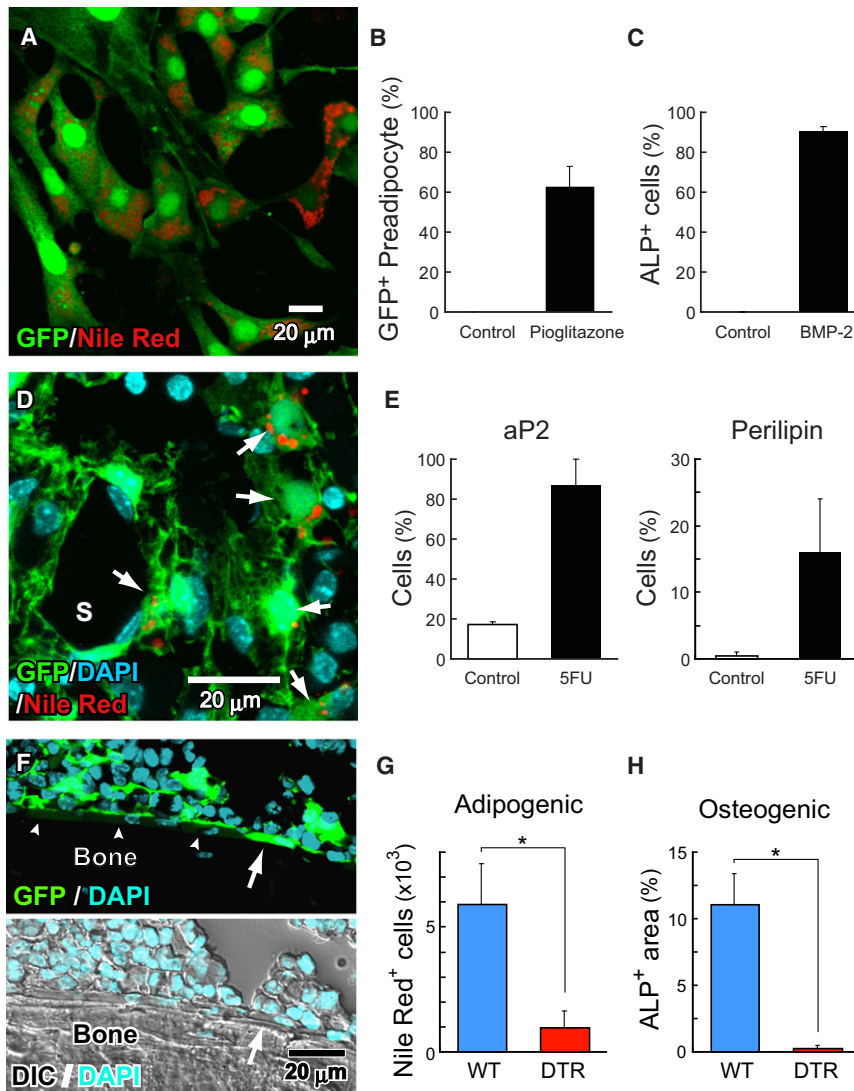 A
GFP/Nile Red
20 μm
B
GFP⁺ Preadipocyte (%)
100
80
60
40
20
0
Control Pioglitazone
C
ALP⁺ cells (%)
100
80
60
40
20
0
Control BMP-2
D
S
GFP/DAPI
/Nile Red
20 μm
E
aP2
Cells (%)
100
80
60
40
20
0
Control 5FU
Perilipin
Cells (%)
30
20
10
0
Control 5FU
F
Bone
GFP / DAPI
Bone
DIC / DAPI
20 μm
G
Adipogenic
Nile Red⁺ cells (x10³)
*
5
0
WT DTR
H
Osteogenic
ALP⁺ area (%)
*
15
10
5
0
WT DTR